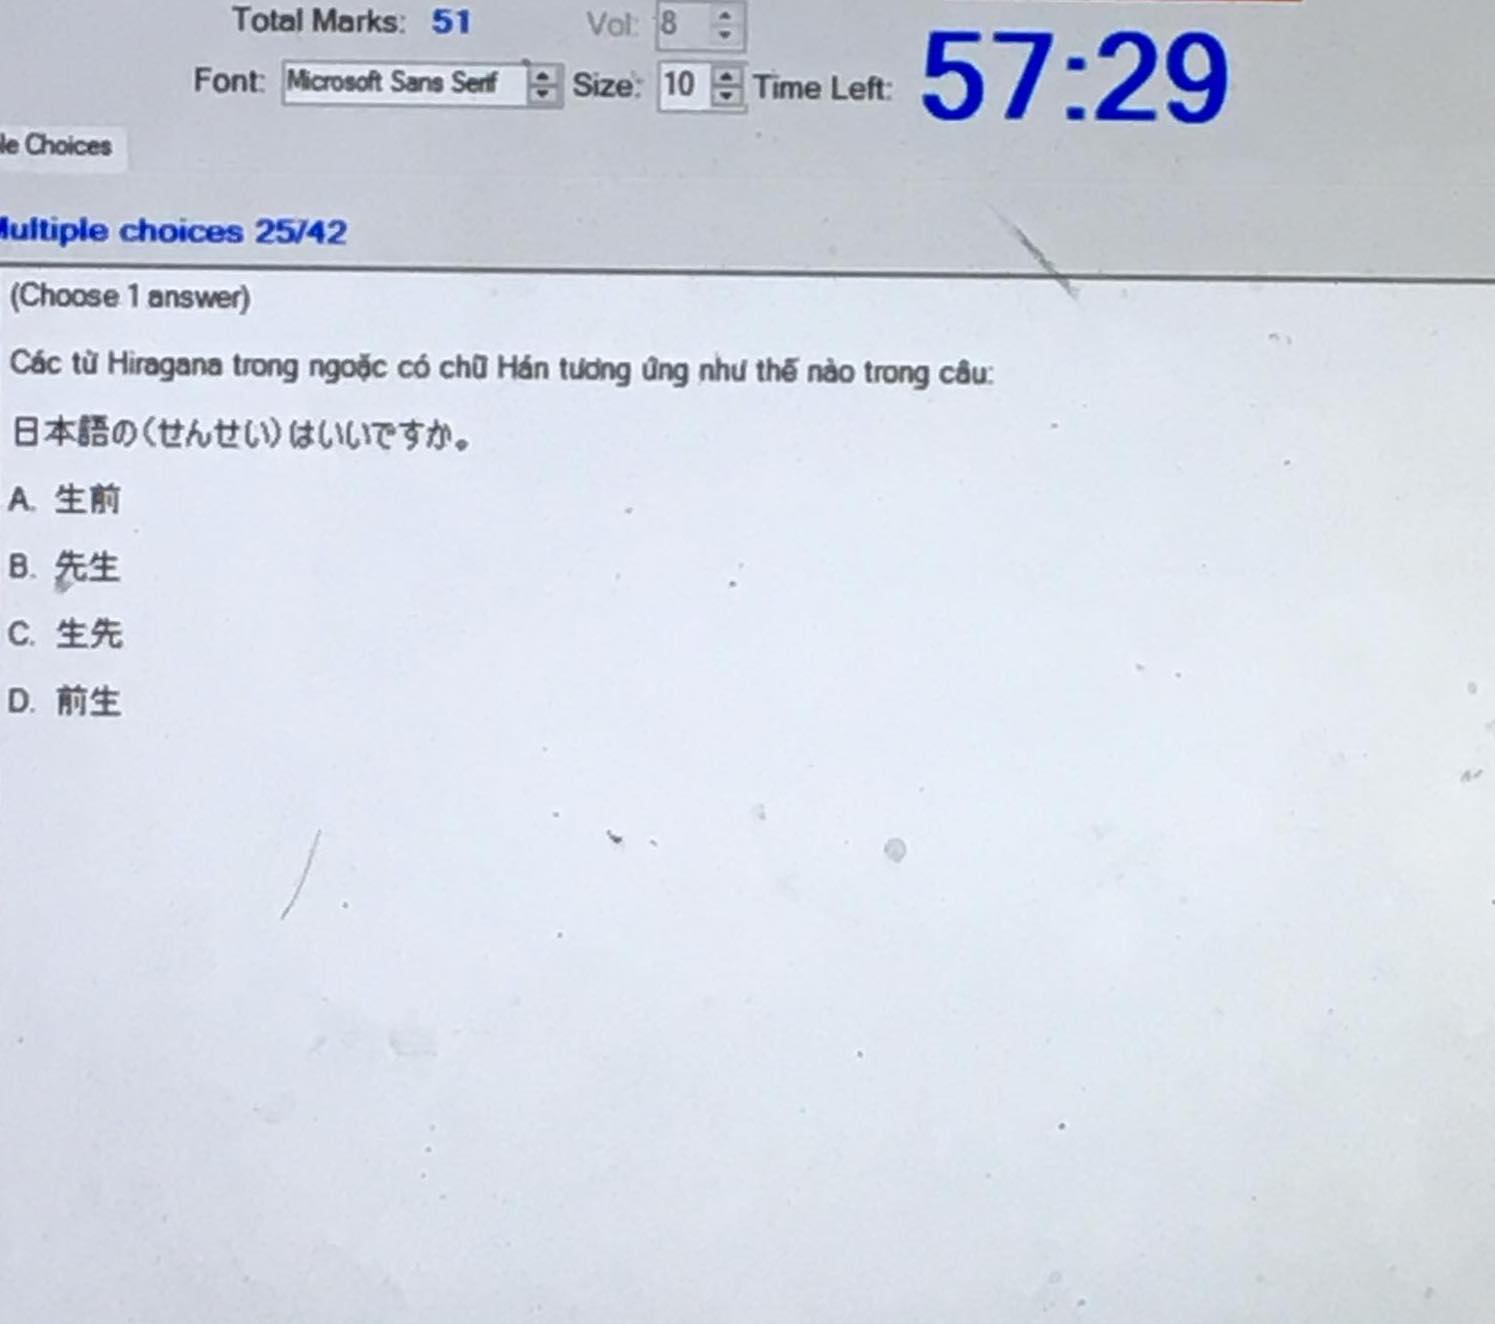 Total Marks: 51 Vol: 8
Font: Microsoft Sans Serif Size: 10 Time Left: 57:29
le Choices
Multiple choices 25/42
(Choose 1 answer)
Các từ Hiragana trong ngoặc có chữ Hán tương ứng như thế nào trong câu:
日本語の(せんせい)はいいですか。
A. 生前
B. 先生
C. 生先
D. 前生